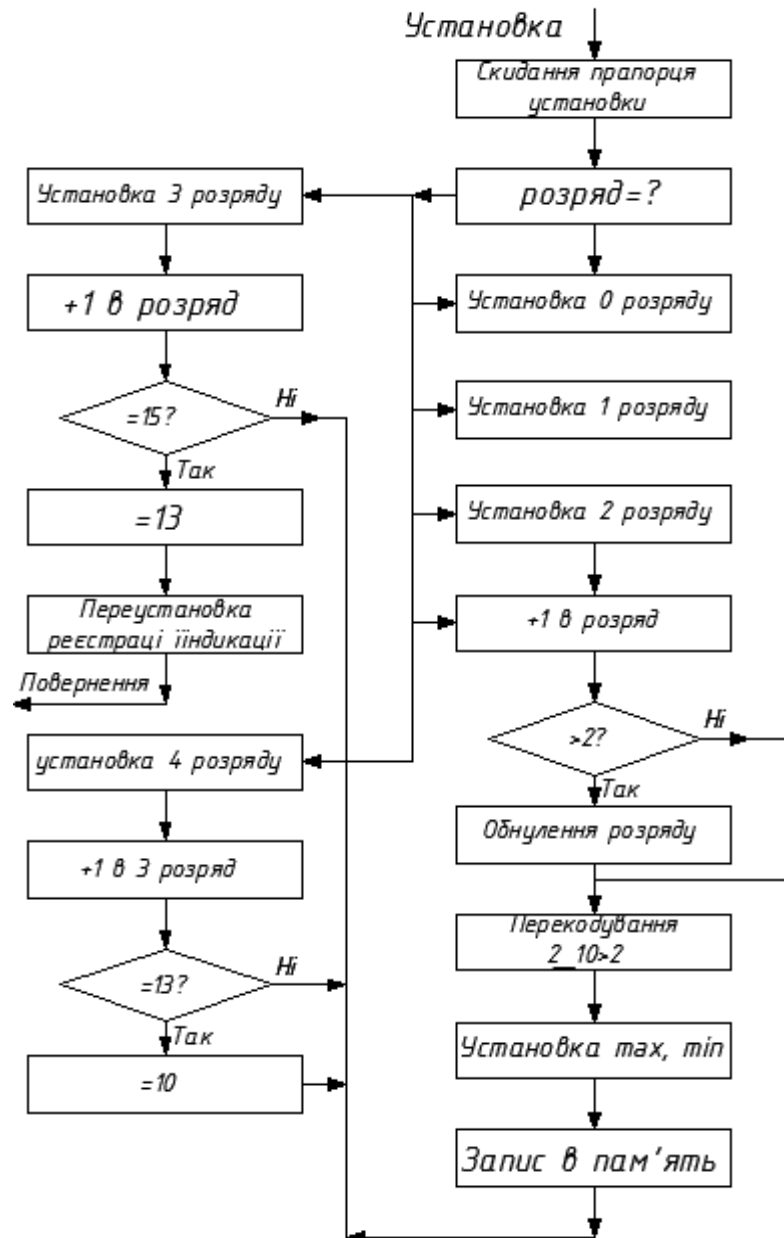 Установка
Скидання прапорця
установки
розряд=?
Установка 3 розряду
+1 в розряд
=15?
Ні
Так
=13
Переустановка
реєстраці їіндикації
Повернення
установка 4 розряду
+1 в 3 розряд
=13?
Ні
Так
=10
Установка 0 розряду
Установка 1 розряду
Установка 2 розряду
+1 в розряд
>2?
Ні
Так
Обнулення розряду
Перекодування
2_10>2
Установка max, min
Запис в пам'ять